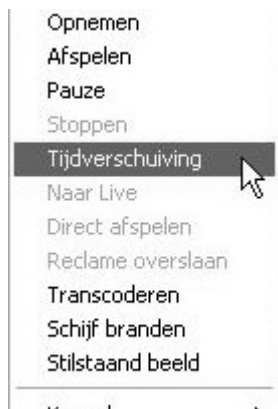 Opnemen
Afspelen
Pauze
Stoppen
Tijdverschuiving
Naar Live
Direct afspelen
Reclame overslaan
Transcoderen
Schijf branden
Stilstaand beeld